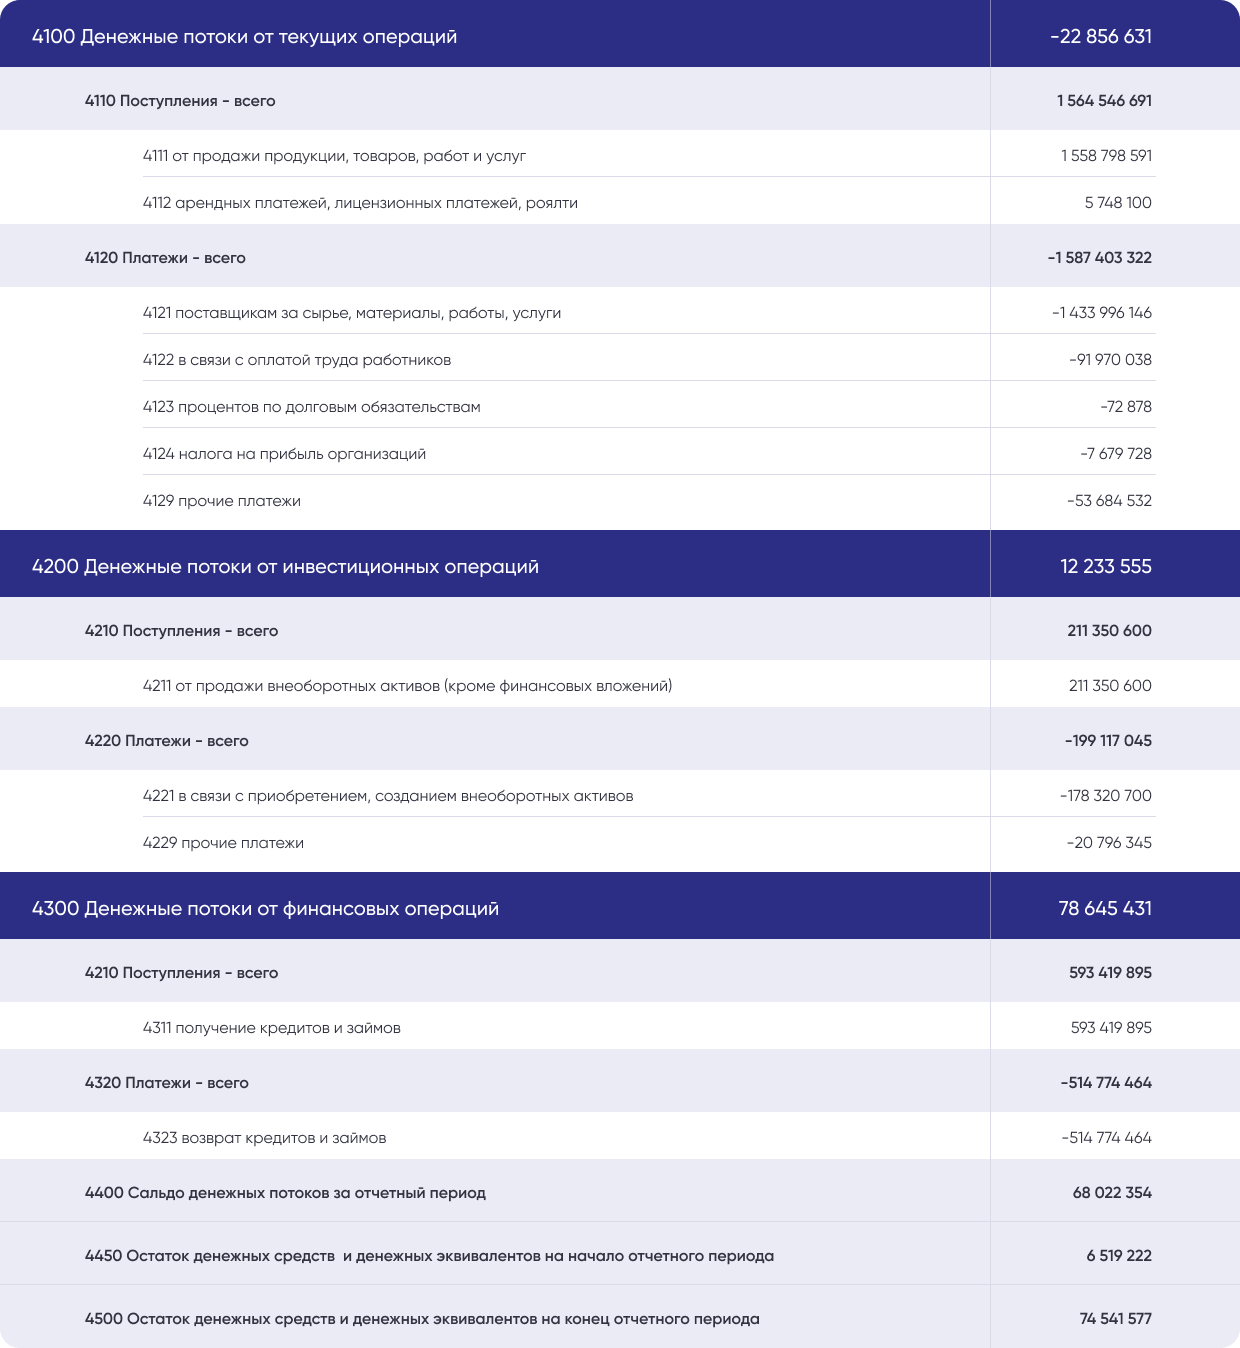 4100 Денежные потоки от текущих операций -22 856 631
4110 Поступления - всего 1 564 546 691
4111 от продажи продукции, товаров, работ и услуг 1 558 798 591
4112 арендных платежей, лицензионных платежей, роялти 5 748 100
4120 Платежи - всего -1 587 403 322
4121 поставщикам за сырье, материалы, работы, услуги -1 433 996 146
4122 в связи с оплатой труда работников -91 970 038
4123 процентов по долговым обязательствам -72 878
4124 налога на прибыль организаций -7 679 728
4129 прочие платежи -53 684 532
4200 Денежные потоки от инвестиционных операций 12 233 555
4210 Поступления - всего 211 350 600
4211 от продажи внеоборотных активов (кроме финансовых вложений) 211 350 600
4220 Платежи - всего -199 117 045
4221 в связи с приобретением, созданием внеоборотных активов -178 320 700
4229 прочие платежи -20 796 345
4300 Денежные потоки от финансовых операций 78 645 431
4210 Поступления - всего 593 419 895
4311 получение кредитов и займов 593 419 895
4320 Платежи - всего -514 774 464
4323 возврат кредитов и займов -514 774 464
4400 Сальдо денежных потоков за отчетный период 68 022 354
4450 Остаток денежных средств и денежных эквивалентов на начало отчетного периода 6 519 222
4500 Остаток денежных средств и денежных эквивалентов на конец отчетного периода 74 541 577